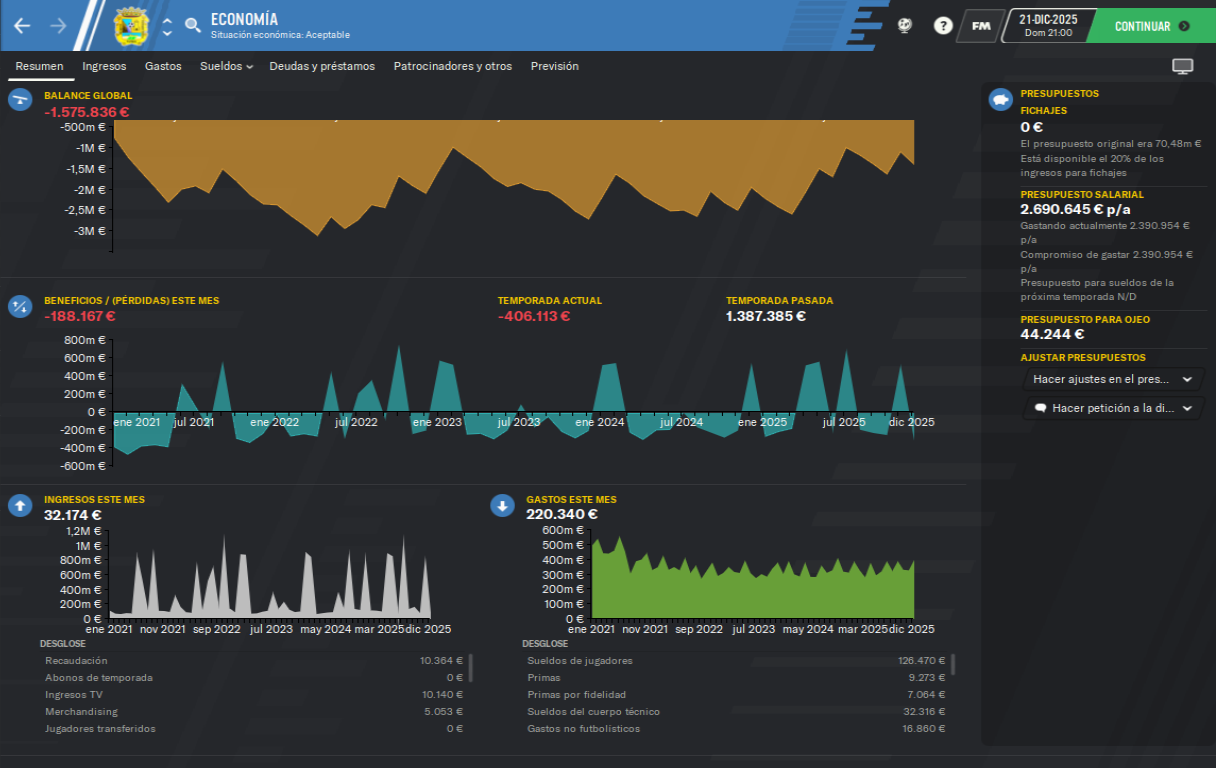 ECONOMÍA
Situación económica: Aceptable
?
FM
21-DIC-2025
Dom 21:00
CONTINUAR
Resumen
Ingresos
Gastos
Sueldos
Deudas y préstamos
Patrocinadores y otros
Previsión
BALANCE GLOBAL
-1.575.836 €
-500m €
-1M €
-1,5M €
-2M €
-2,5M €
-3M €
BENEFICIOS / (PÉRDIDAS) ESTE MES
-188.167 €
TEMPORADA ACTUAL
-406.113 €
TEMPORADA PASADA
1.387.385 €
800m €
600m €
400m €
200m €
0 €
-200m €
-400m €
-600m €
ene 2021
jul 2021
ene 2022
jul 2022
ene 2023
jul 2023
ene 2024
jul 2024
ene 2025
jul 2025
dic 2025
INGRESOS ESTE MES
32.174 €
1,2M €
1M €
800m €
600m €
400m €
200m €
0 €
ene 2021
nov 2021
sep 2022
jul 2023
may 2024
mar 2025
dic 2025
DESGLOSE
Recaudación 10.364 €
Abonos de temporada 0 €
Ingresos TV 10.140 €
Merchandising 5.053 €
Jugadores transferidos 0 €
GASTOS ESTE MES
220.340 €
600m €
500m €
400m €
300m €
200m €
100m €
0 €
ene 2021
nov 2021
sep 2022
jul 2023
may 2024
mar 2025
dic 2025
DESGLOSE
Sueldos de jugadores 126.470 €
Primas 9.273 €
Primas por fidelidad 7.064 €
Sueldos del cuerpo técnico 32.316 €
Gastos no futbolísticos 16.860 €
PRESUPUESTOS
FICHAJES
0 €
El presupuesto original era 70,48m €
Está disponible el 20% de los
ingresos para fichajes
PRESUPUESTO SALARIAL
2.690.645 € p/a
Gastando actualmente 2.390.954 €
p/a
Compromiso de gastar 2.390.954 €
p/a
Presupuesto para sueldos de la
próxima temporada N/D
PRESUPUESTO PARA OJEO
44.244 €
AJUSTAR PRESUPUESTOS
Hacer ajustes en el pres...
Hacer petición a la di...